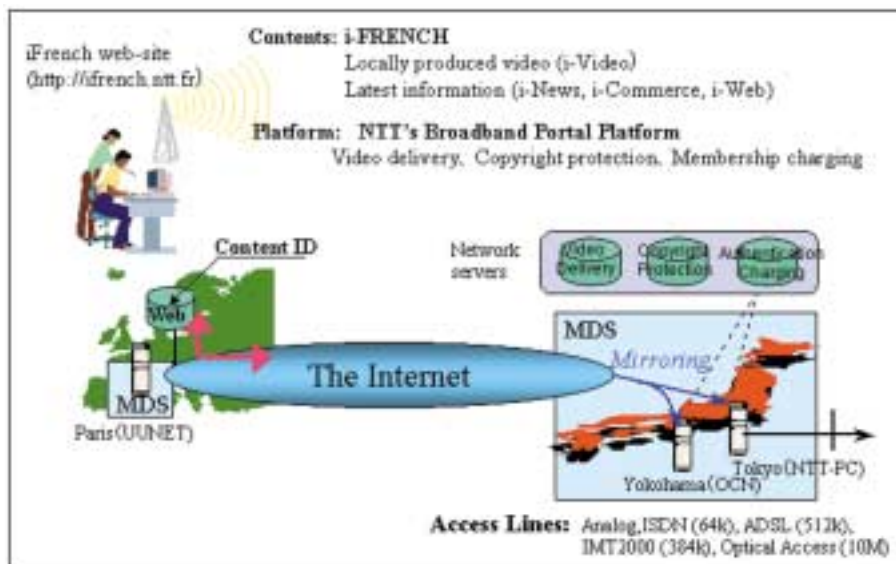 iFrench web-site
(http://ifrench.ntt.fr)
Contents: i-FRENCH
Locally produced video (i-Video)
Latest information (i-News, i-Commerce, i-Web)
Platform: NTT's Broadband Portal Platform
Video delivery, Copyright protection, Membership charging
Content ID
Web
MDS
Paris(UUNET)
The Internet
Network
servers
Video
Delivery
Copyright
Protection
Authentication
Charging
MDS
Mirroring
Tokyo(NTT-PC)
Yokohama(OCN)
Access Lines: Analog,ISDN (64k), ADSL (512k),
IMT2000 (384k), Optical Access (10M)